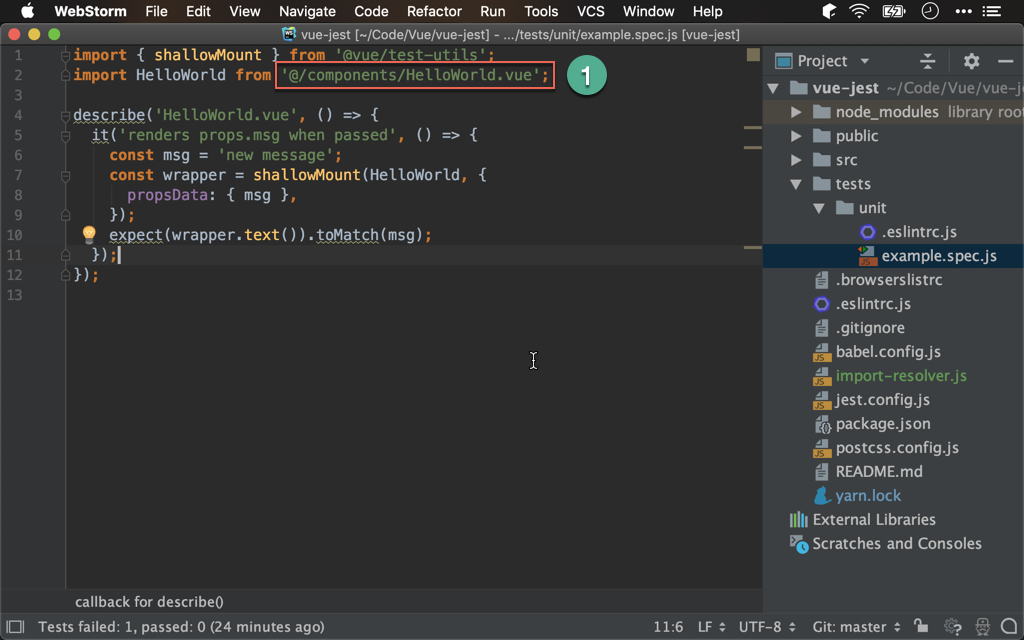 WebStorm File Edit View Navigate Code Refactor Run Tools VCS Window Help
vue-jest [~/Code/Vue/vue-jest] - .../tests/unit/example.spec.js [vue-jest]
1 import { shallowMount } from '@vue/test-utils';
2 import HelloWorld from '@/components/HelloWorld.vue';
1
3
4 describe('HelloWorld.vue', () => {
5 it('renders props.msg when passed', () => {
6 const msg = 'new message';
7 const wrapper = shallowMount(HelloWorld, {
8 propsData: { msg },
9 });
10 expect(wrapper.text()).toMatch(msg);
11 });
12 });
13
Project
vue-jest ~/Code/Vue/vue-j
node_modules library root
public
src
tests
unit
.eslintrc.js
example.spec.js
.browserslistrc
.eslintrc.js
.gitignore
babel.config.js
import-resolver.js
jest.config.js
package.json
postcss.config.js
README.md
yarn.lock
External Libraries
Scratches and Consoles
callback for describe()
Tests failed: 1, passed: 0 (24 minutes ago)
11:6 LF UTF-8 Git: master